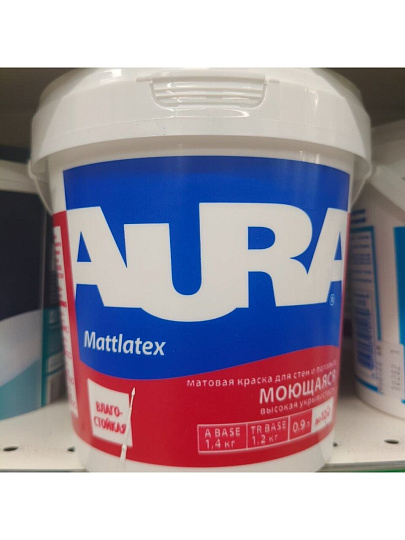 AURA
®
Mattlatex
матовая краска для стен и потолков
МОЮЩАЯСЯ
высокая укрывистость
ВЛАГО-
СТОЙКАЯ
A BASE TR BASE 0.9л
1.4 кг 1.2 кг